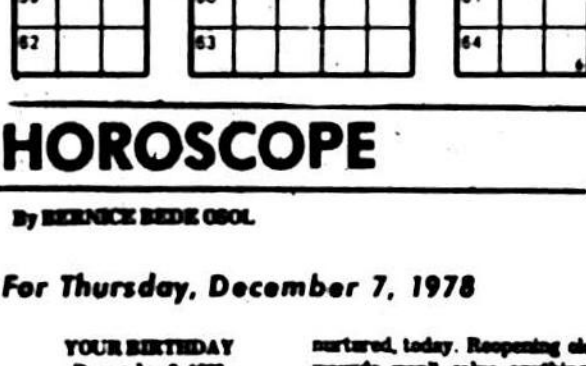 62 63 64
HOROSCOPE
By BERNICE BEDE OSOL
For Thursday, December 7, 1978
YOUR BIRTHDAY
nurtured, today. Reopening